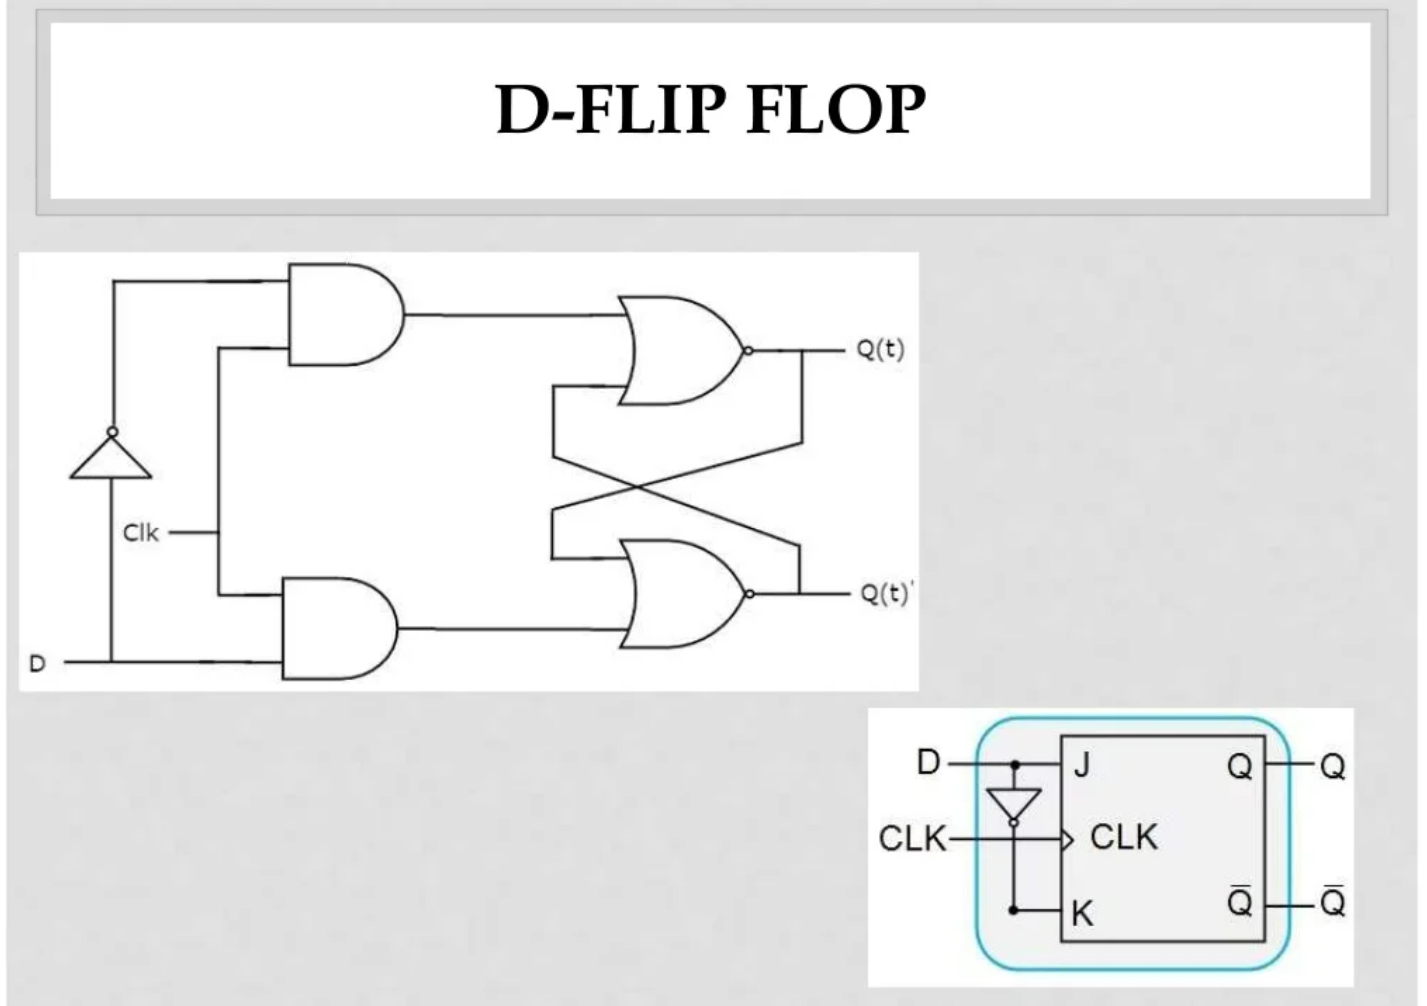 D-FLIP FLOP
Q(t)
Clk
Q(t)'
D
D J Q Q
CLK CLK
K Q̅ Q̅